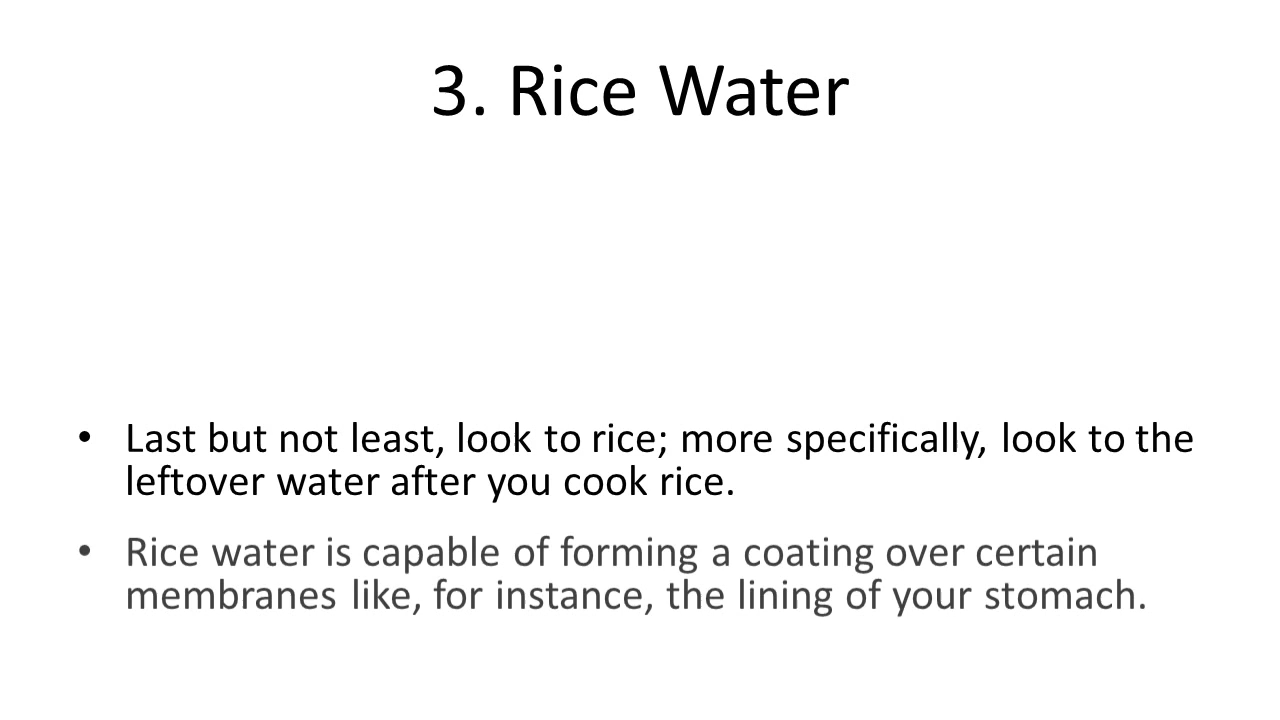 3. Rice Water
• Last but not least, look to rice; more specifically, look to the
leftover water after you cook rice.
• Rice water is capable of forming a coating over certain
membranes like, for instance, the lining of your stomach.